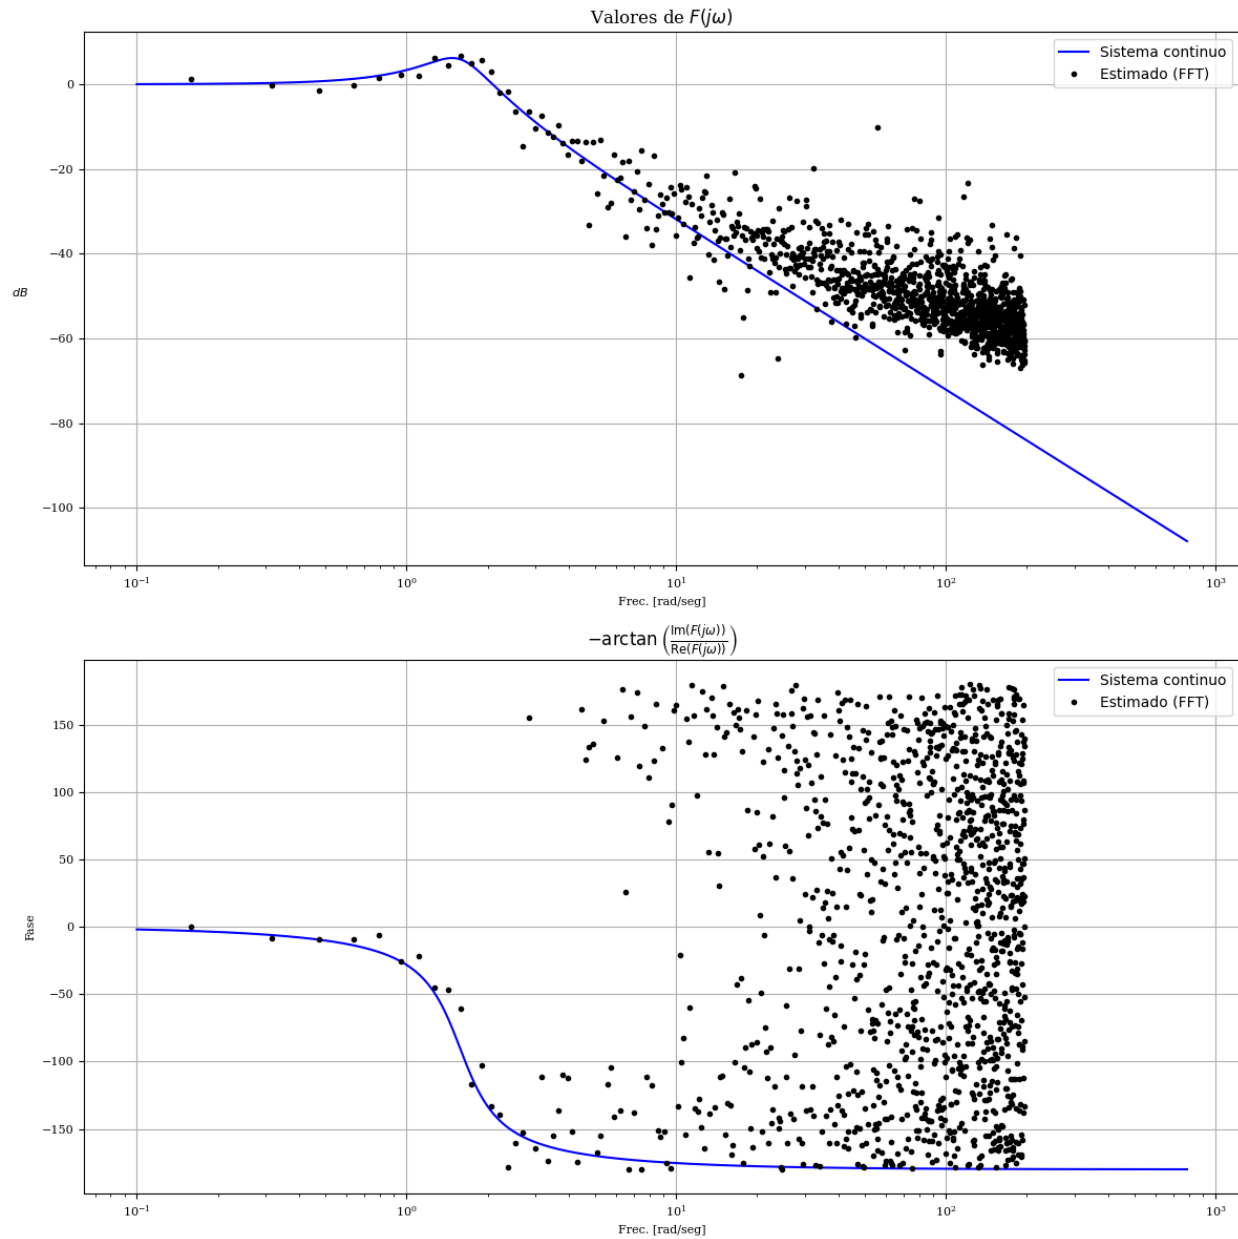 Valores de F(jω)
Sistema continuo
Estimado (FFT)
0
−20
−40
dB
−60
−80
−100
10⁻¹ 10⁰ 10¹ 10² 10³
Frec. [rad/seg]
−arctan (Im(F(jω))/Re(F(jω)))
Sistema continuo
Estimado (FFT)
150
100
50
0
Fase
−50
−100
−150
10⁻¹ 10⁰ 10¹ 10² 10³
Frec. [rad/seg]